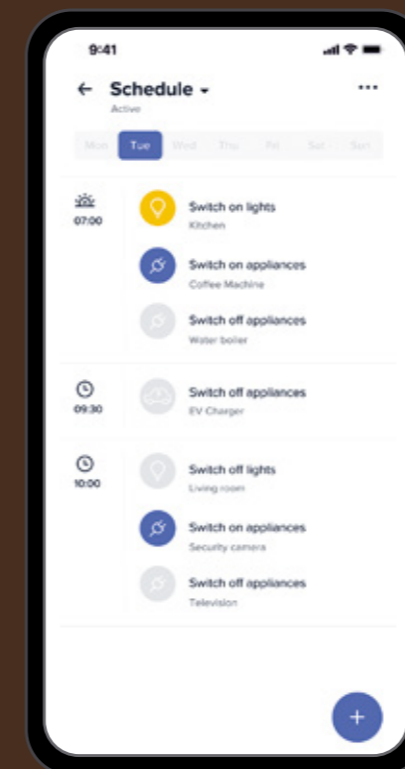 9:41
Schedule
Active
Mon Tue Wed Thu Fri Sat Sun
07:00
Switch on lights
Kitchen
Switch on appliances
Coffee Machine
Switch off appliances
Water boiler
09:30
Switch off appliances
EV Charger
10:00
Switch off lights
Living room
Switch on appliances
Security camera
Switch off appliances
Television